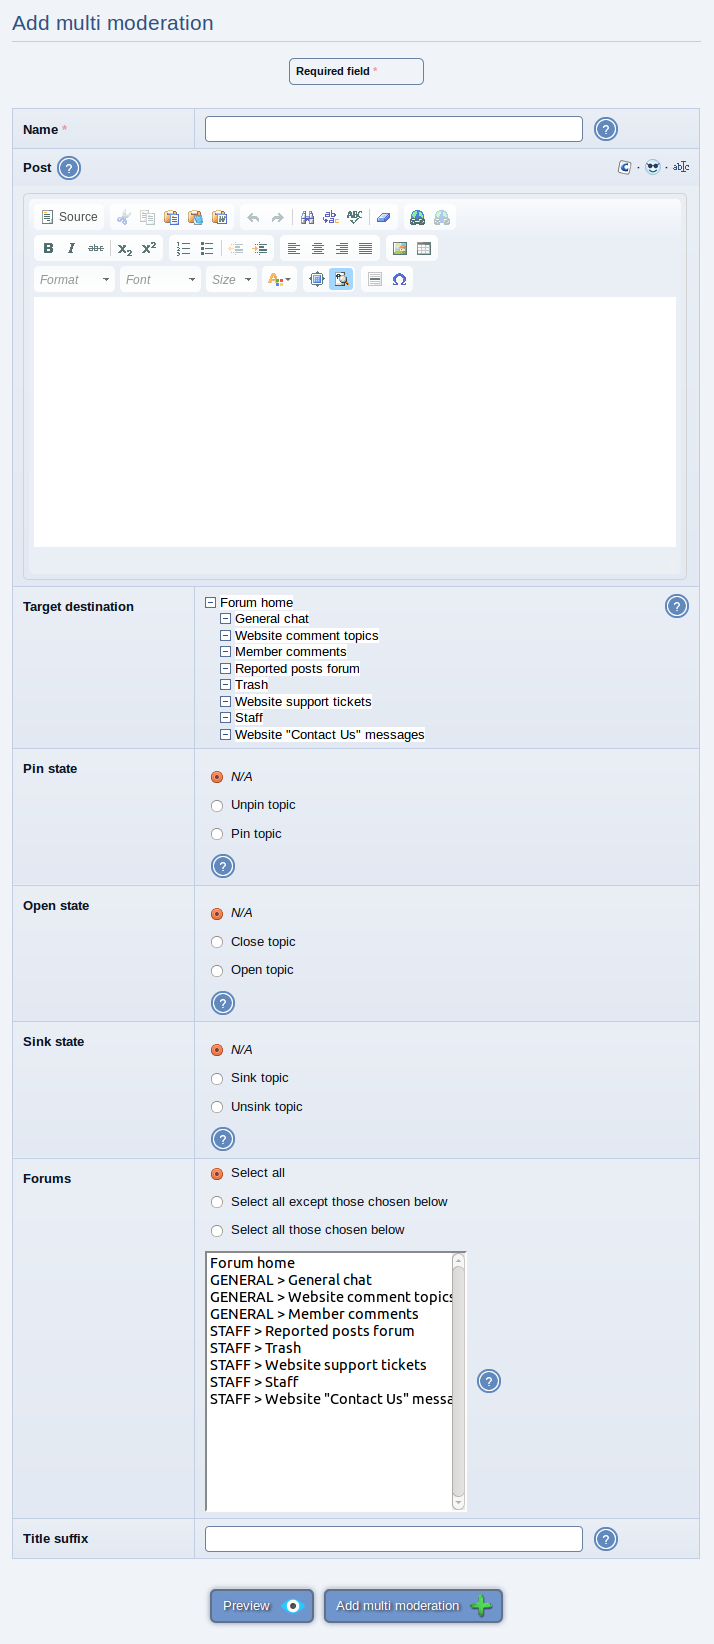 Add multi moderation
Required field *
Name *
?
Post ?
abc
Source
ABC
B I abc x2 x2
Format Font Size
Target destination
?
Forum home
General chat
Website comment topics
Member comments
Reported posts forum
Trash
Website support tickets
Staff
Website "Contact Us" messages
Pin state
N/A
Unpin topic
Pin topic
?
Open state
N/A
Close topic
Open topic
?
Sink state
N/A
Sink topic
Unsink topic
?
Forums
Select all
Select all except those chosen below
Select all those chosen below
Forum home
GENERAL > General chat
GENERAL > Website comment topics
GENERAL > Member comments
STAFF > Reported posts forum
STAFF > Trash
STAFF > Website support tickets
STAFF > Staff
STAFF > Website "Contact Us" messa
?
Title suffix
?
Preview
Add multi moderation